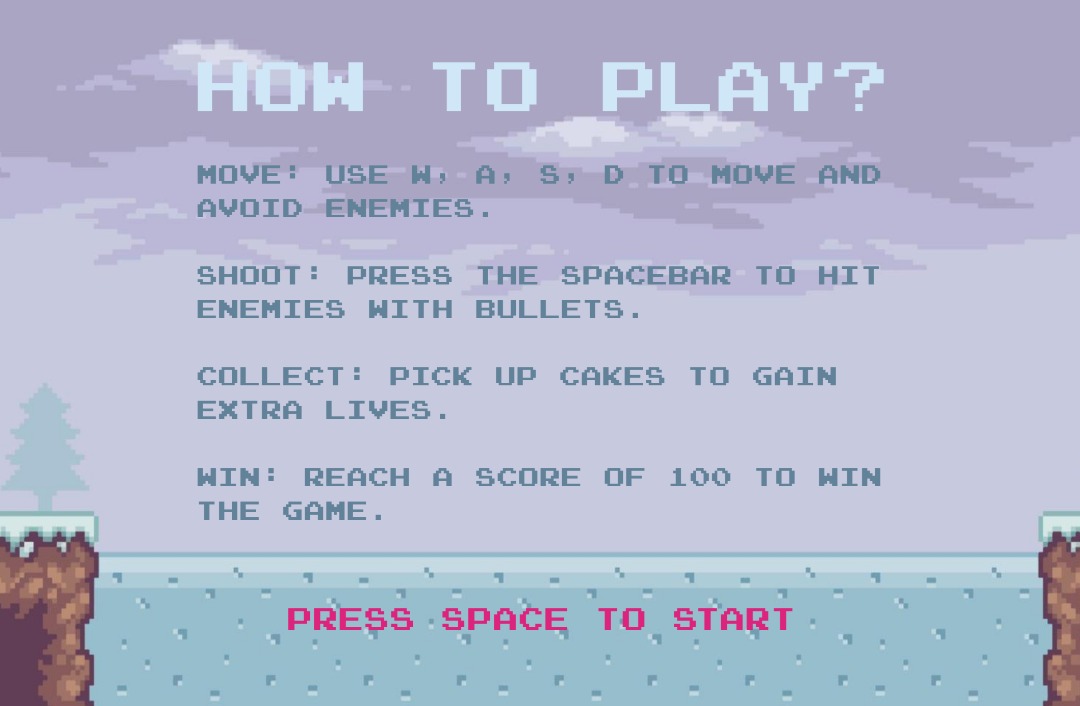 HOW TO PLAY?
MOVE: USE W, A, S, D TO MOVE AND
AVOID ENEMIES.
SHOOT: PRESS THE SPACEBAR TO HIT
ENEMIES WITH BULLETS.
COLLECT: PICK UP CAKES TO GAIN
EXTRA LIVES.
WIN: REACH A SCORE OF 100 TO WIN
THE GAME.
PRESS SPACE TO START